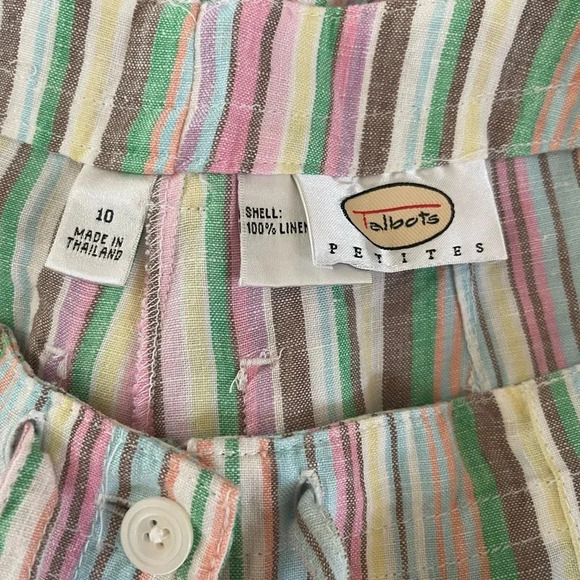 10
MADE IN
THAILAND
SHELL:
100% LINEN
Talbots
PETITES